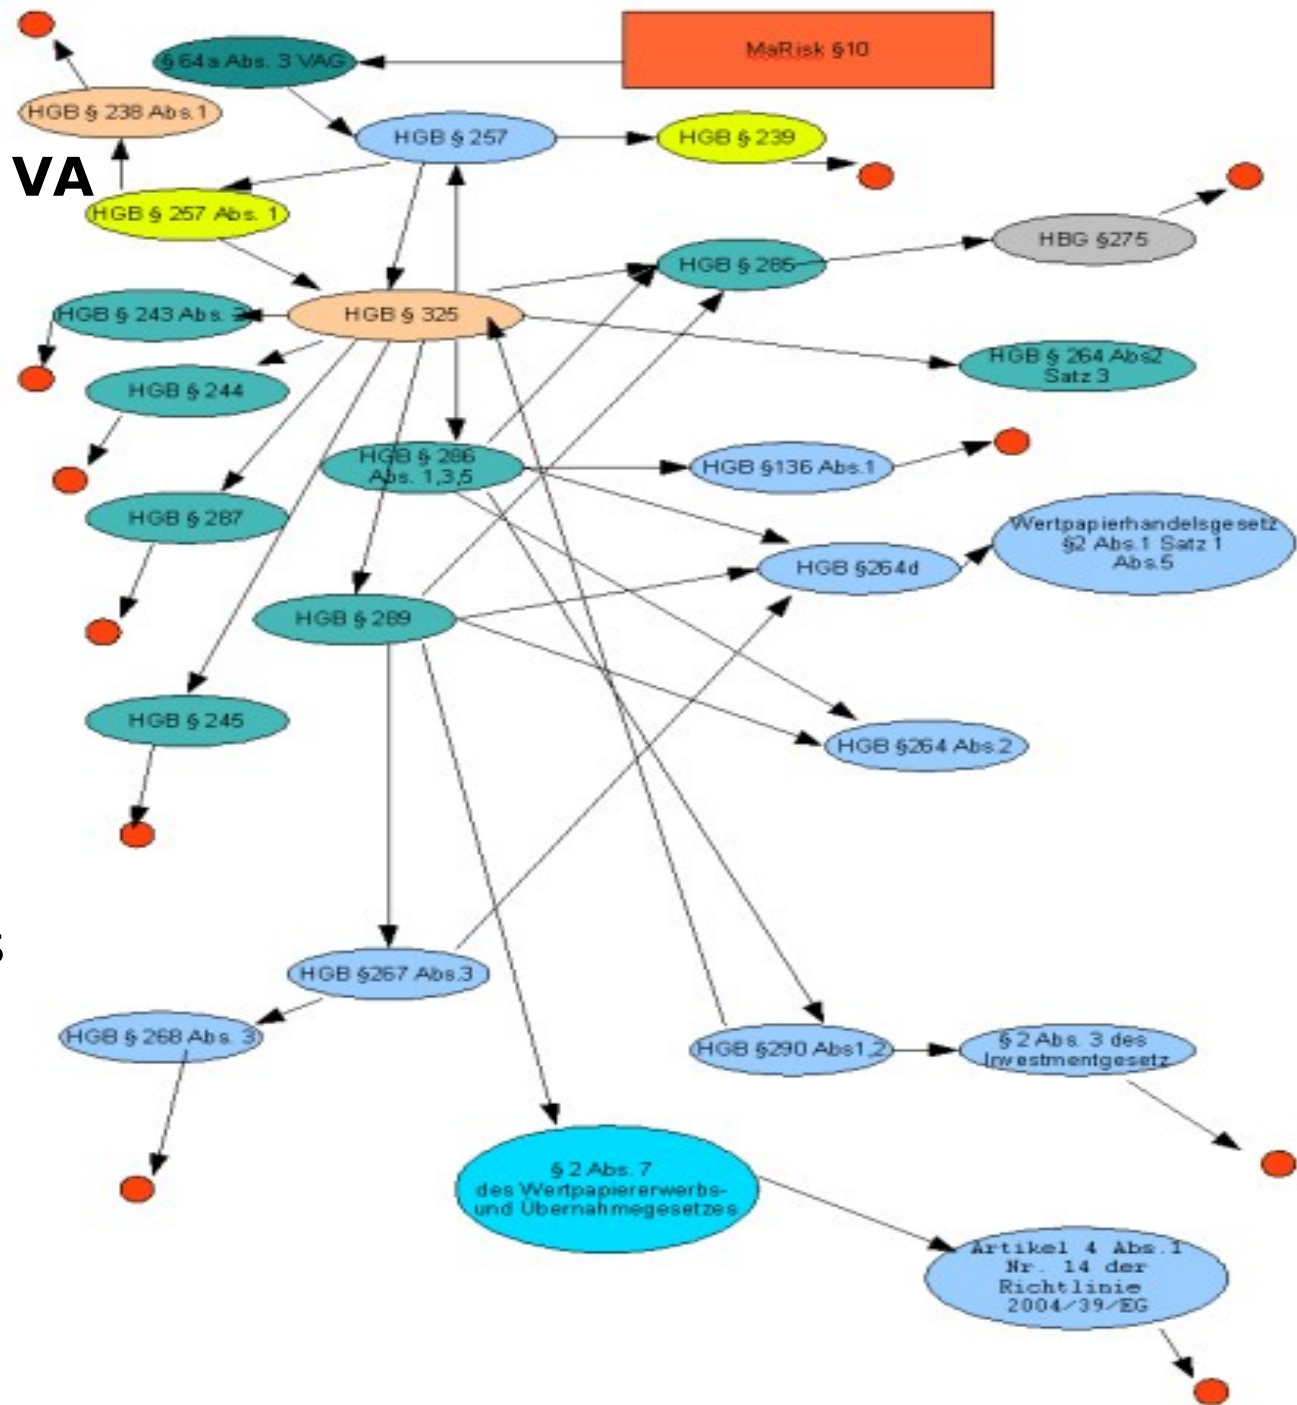 MaRisk §10
§ 64a Abs. 3 VAG
HGB § 238 Abs.1
HGB § 257
HGB § 239
VA
HGB § 257 Abs. 1
HBG §275
HGB § 285
HGB § 243 Abs.
HGB § 325
HGB § 264 Abs2
Satz 3
HGB § 244
HGB § 286
Abs. 1,3,5
HGB §136 Abs.1
HGB § 287
Wertpapierhandelsgesetz
§2 Abs.1 Satz 1
Abs.5
HGB §264d
HGB § 289
HGB § 245
HGB §264 Abs.2
s
HGB §267 Abs.3
HGB § 268 Abs. 3
HGB §290 Abs1,2
§ 2 Abs. 3 des
Investmentgesetz
§ 2 Abs. 7
des Wertpapiererwerbs-
und Übernahmegesetzes
Artikel 4 Abs.1
Nr. 14 der
Richtlinie
2004/39/EG